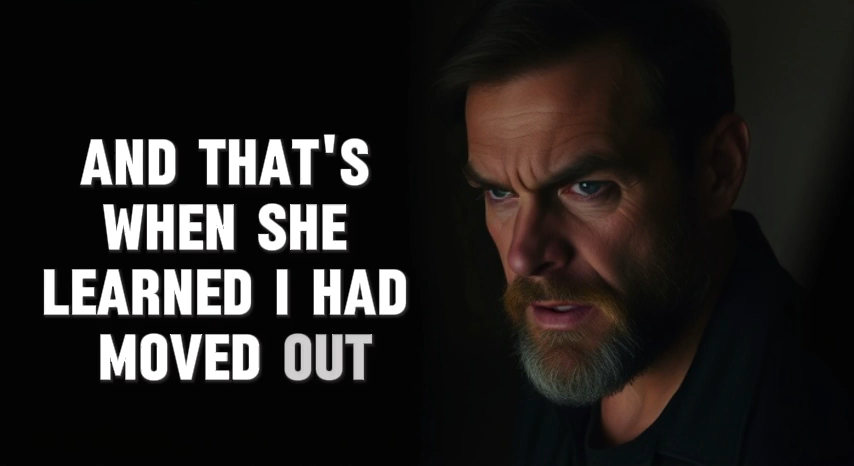 AND THAT'S
WHEN SHE
LEARNED I HAD
MOVED OUT